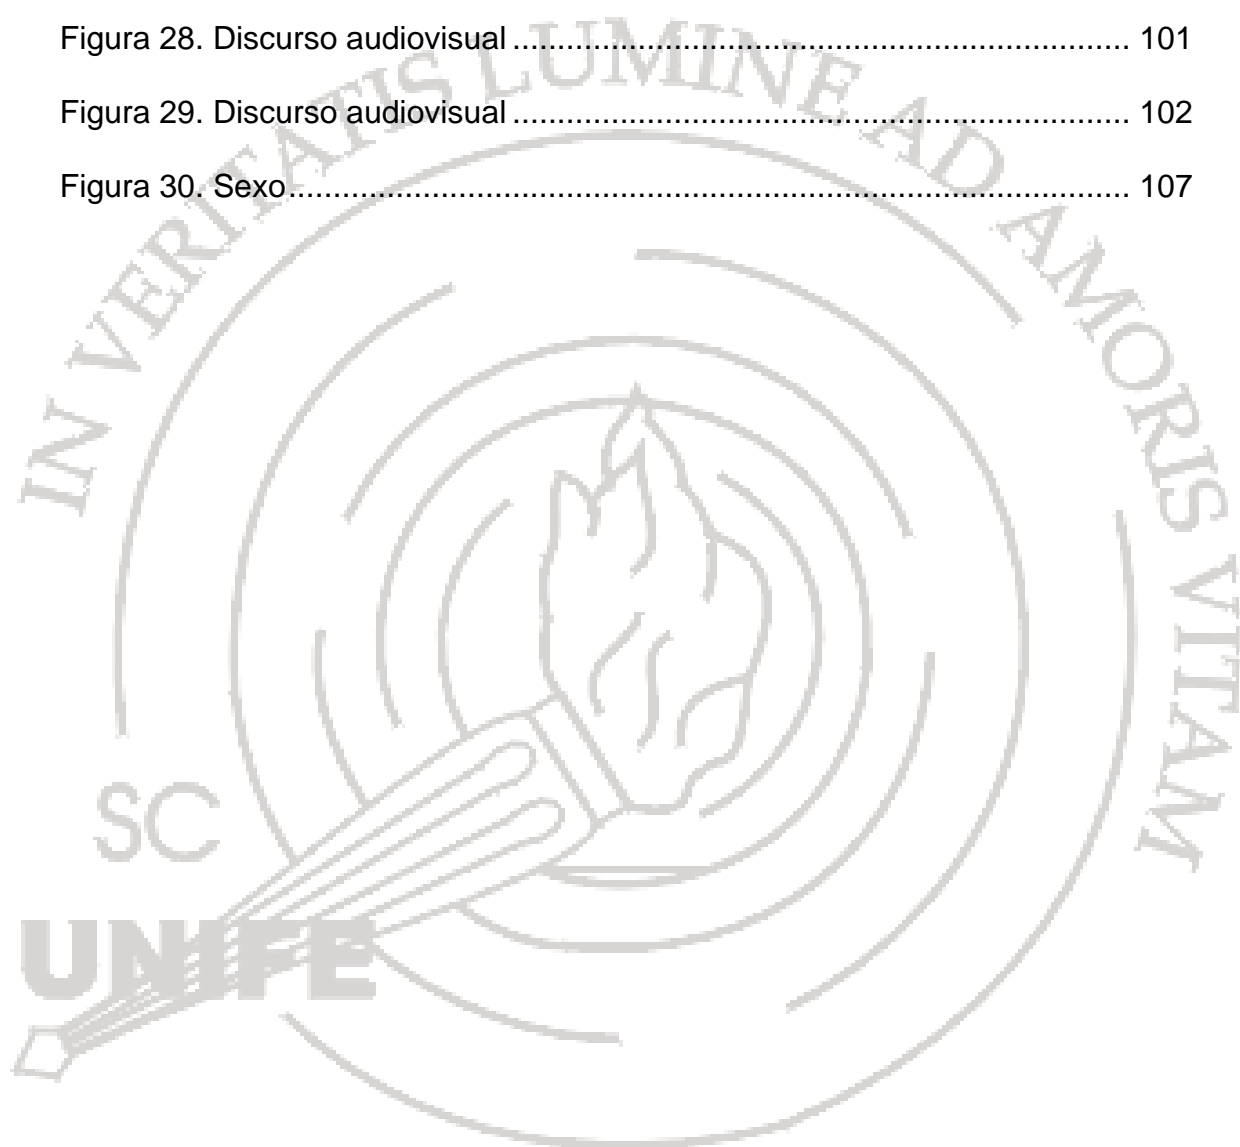 Figura 28. Discurso audiovisual ........................................................................ 101
Figura 29. Discurso audiovisual ........................................................................ 102
Figura 30. Sexo................................................................................................. 107
IN VERITATIS LUMINE AD AMORIS VITAM
SC
UNIFE